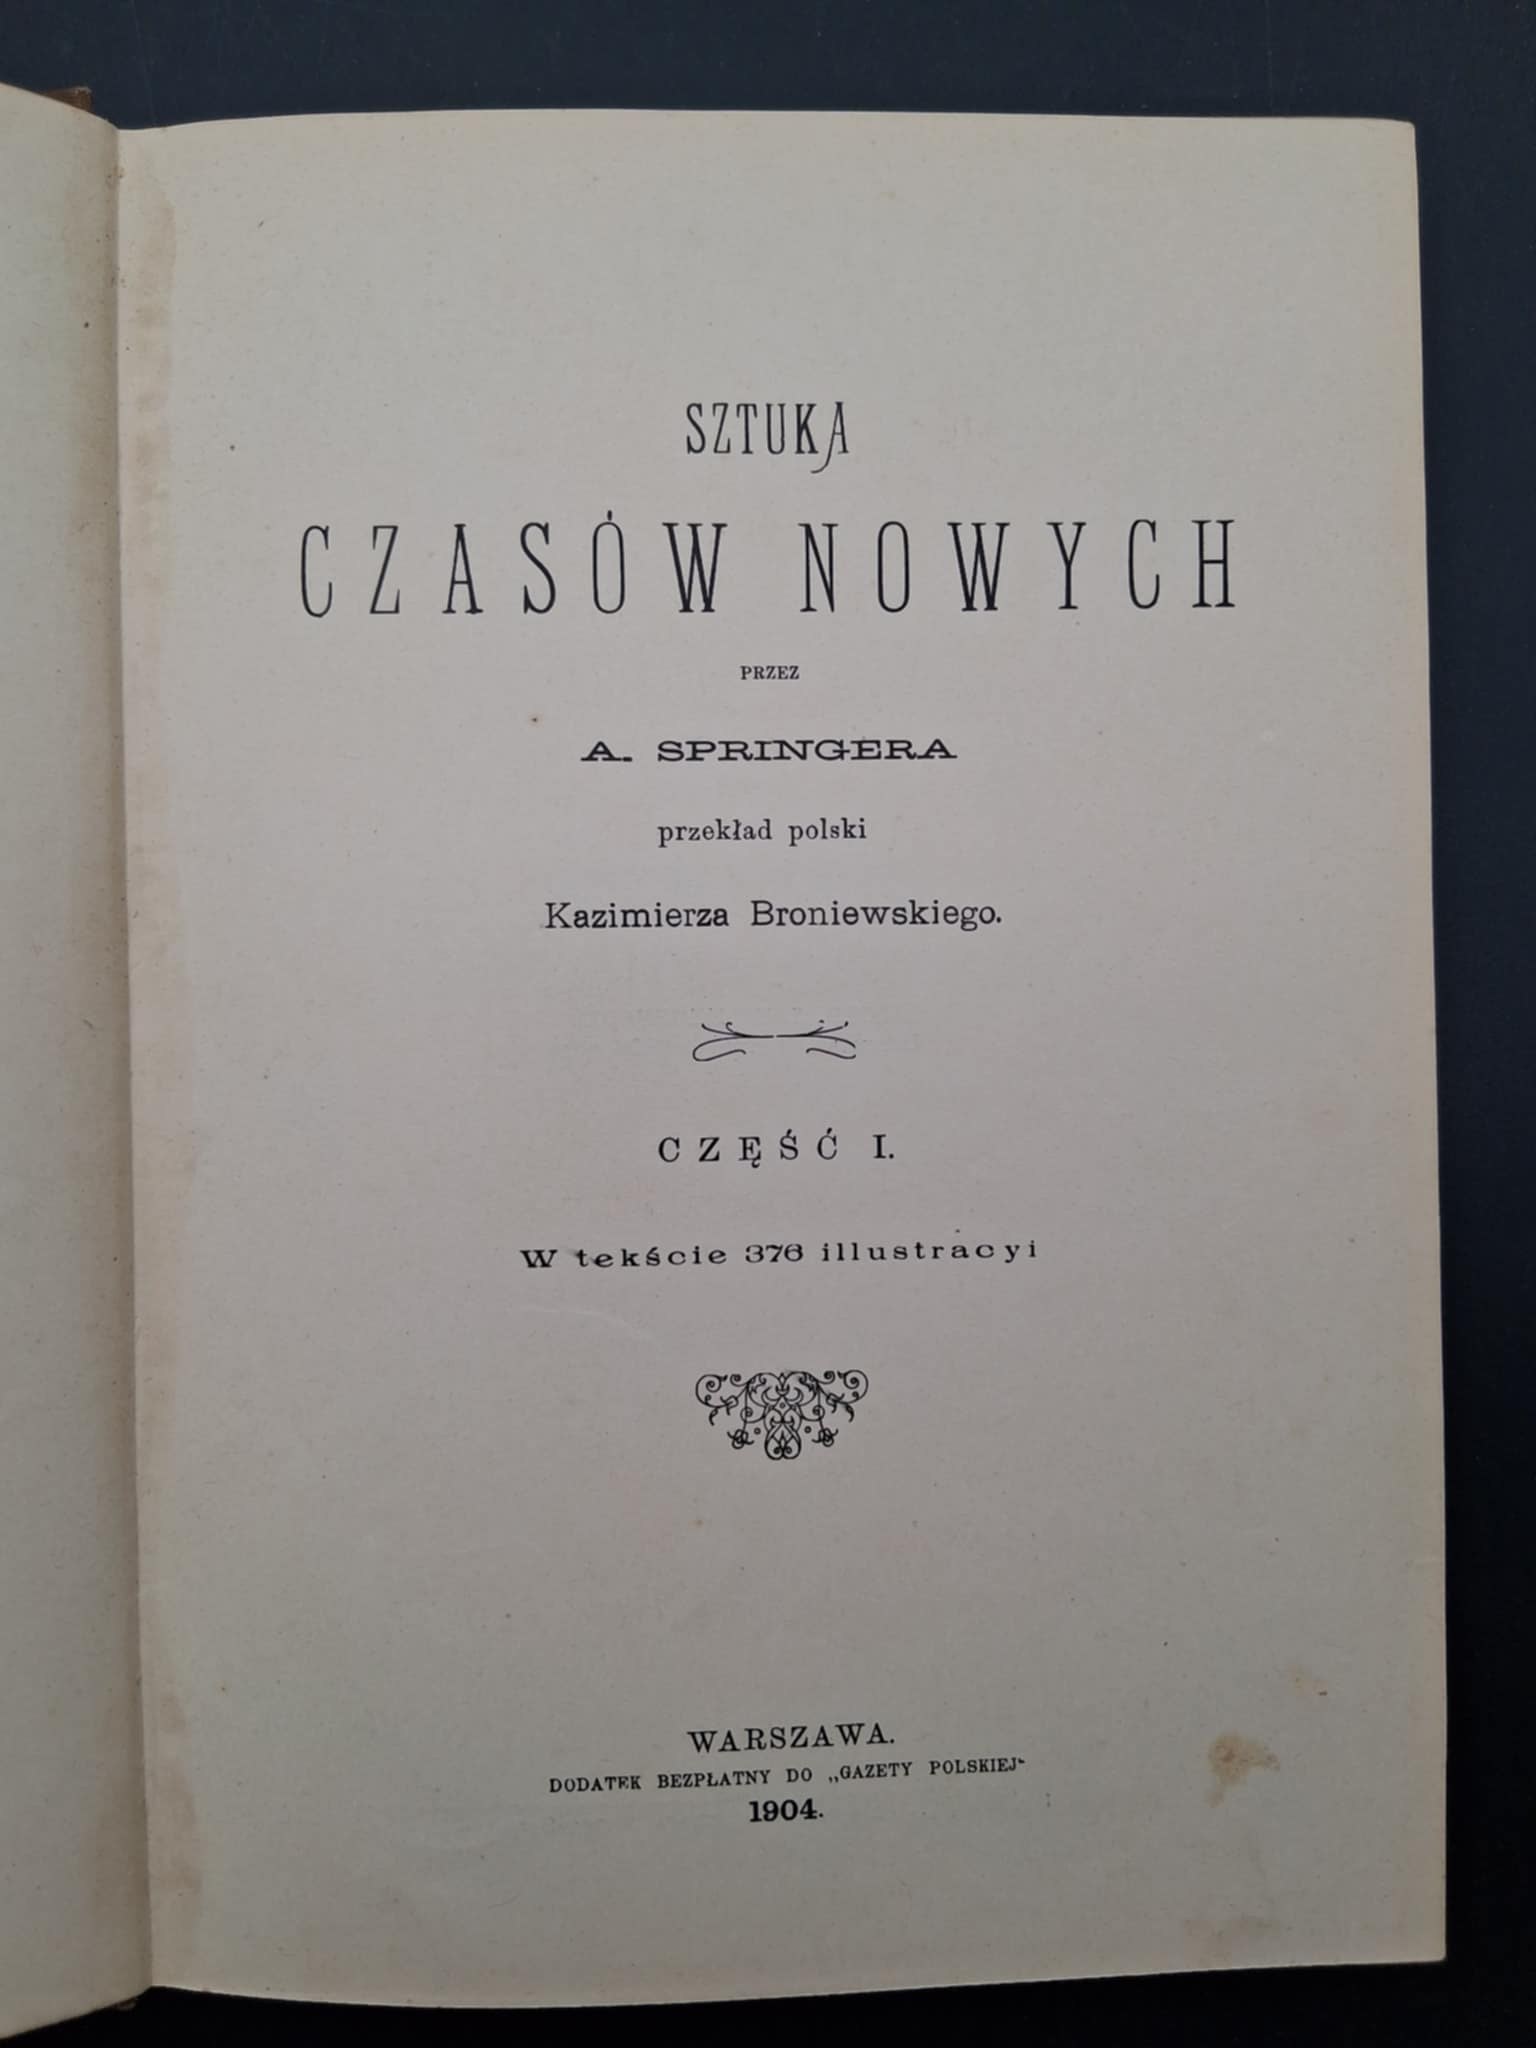 SZTUKA
CZASÓW NOWYCH
PRZEZ
A. SPRINGERA
przekład polski
Kazimierza Broniewskiego.
CZĘŚĆ I.
W tekście 376 illustracyi
WARSZAWA.
DODATEK BEZPŁATNY DO „GAZETY POLSKIEJ“
1904.